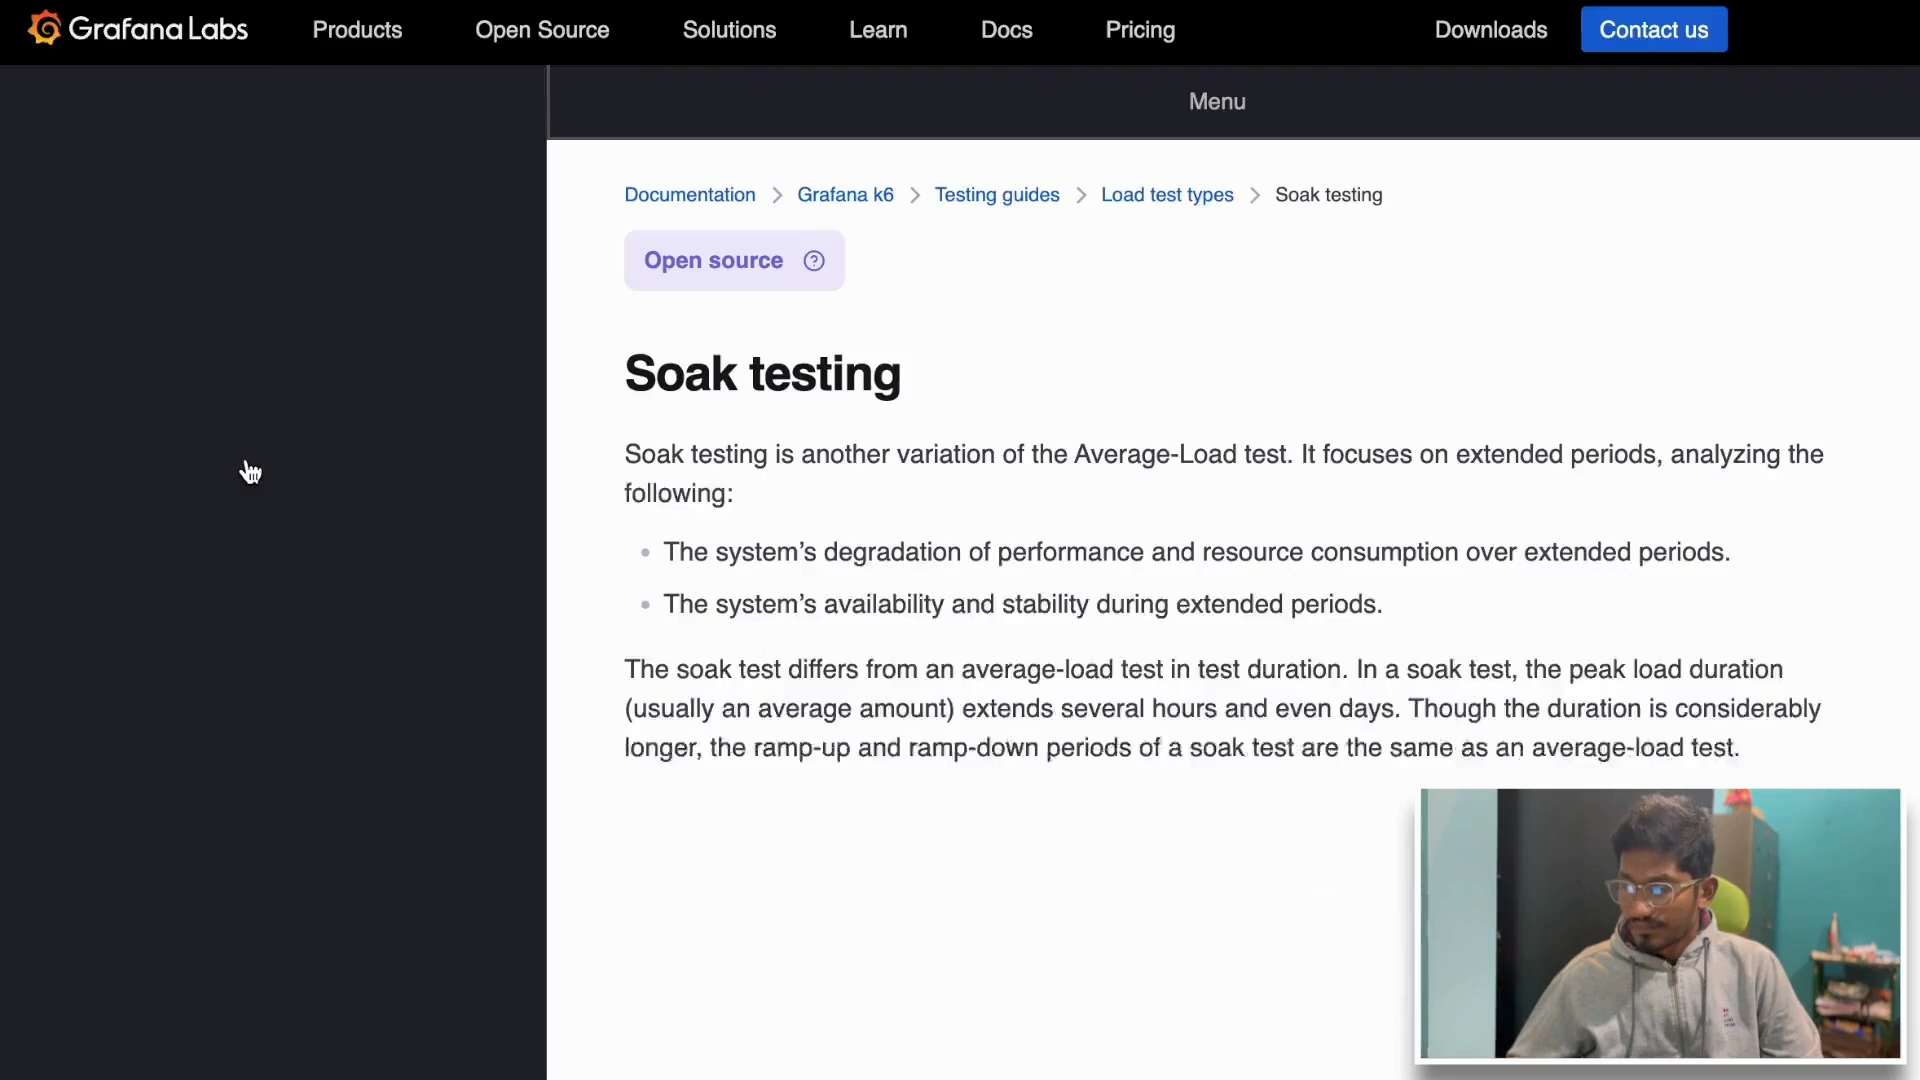 Grafana Labs Products Open Source Solutions Learn Docs Pricing Downloads Contact us
Menu
Documentation > Grafana k6 > Testing guides > Load test types > Soak testing
Open source ?
Soak testing
Soak testing is another variation of the Average-Load test. It focuses on extended periods, analyzing the
following:
• The system’s degradation of performance and resource consumption over extended periods.
• The system’s availability and stability during extended periods.
The soak test differs from an average-load test in test duration. In a soak test, the peak load duration
(usually an average amount) extends several hours and even days. Though the duration is considerably
longer, the ramp-up and ramp-down periods of a soak test are the same as an average-load test.